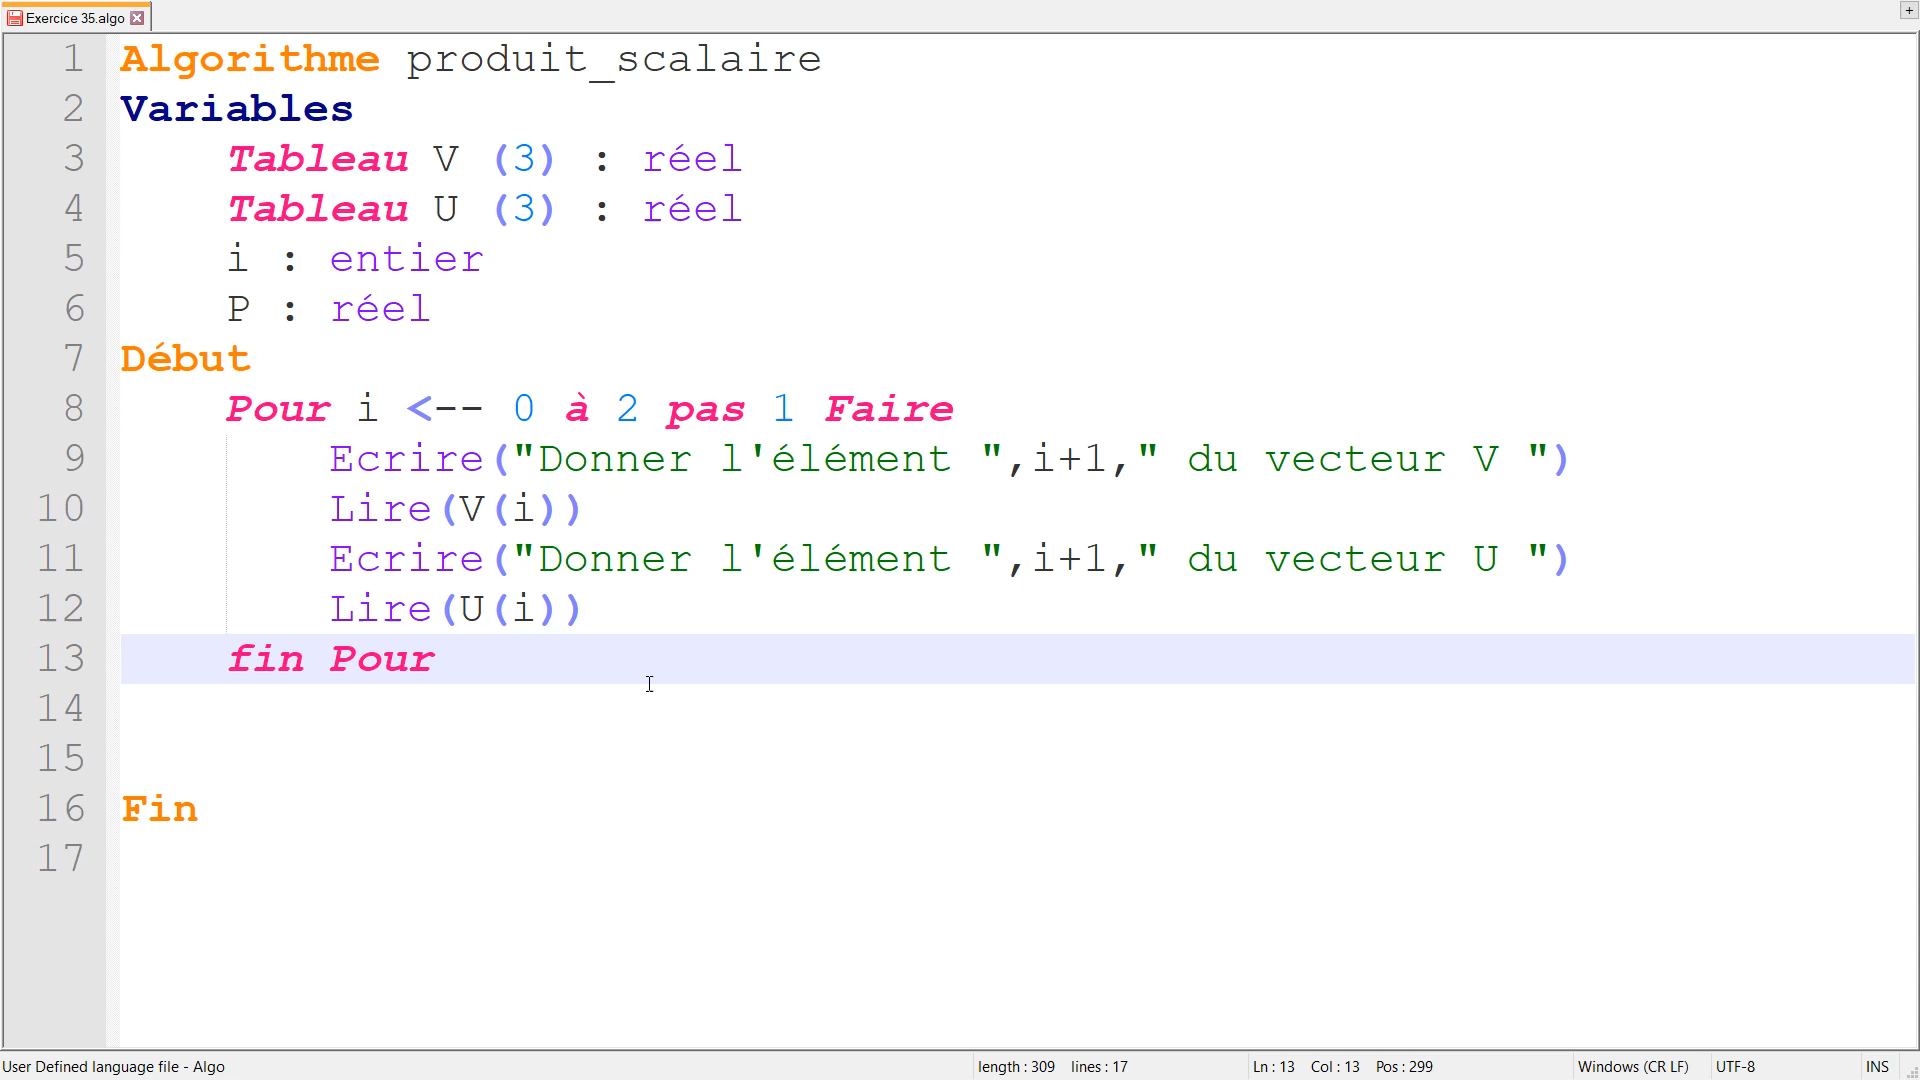 Exercice 35.algo
1 Algorithme produit_scalaire
2 Variables
3 Tableau V (3) : réel
4 Tableau U (3) : réel
5 i : entier
6 P : réel
7 Début
8 Pour i <-- 0 à 2 pas 1 Faire
9 Ecrire("Donner l'élément ",i+1," du vecteur V ")
10 Lire(V(i))
11 Ecrire("Donner l'élément ",i+1," du vecteur U ")
12 Lire(U(i))
13 fin Pour
14
15
16 Fin
17
User Defined language file - Algo length : 309 lines : 17 Ln : 13 Col : 13 Pos : 299 Windows (CR LF) UTF-8 INS